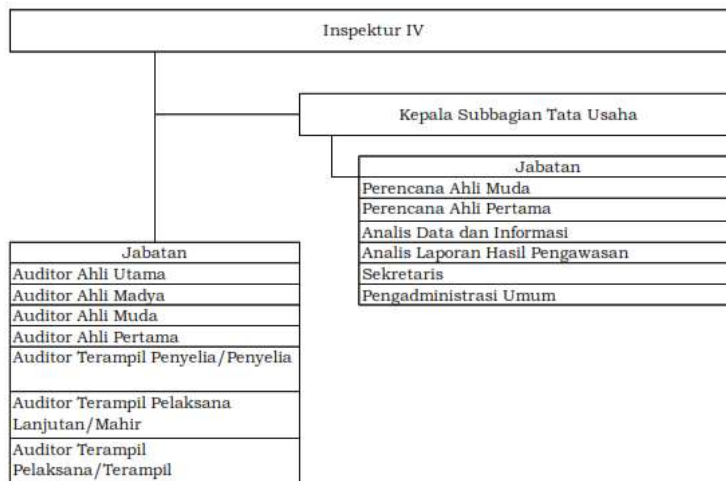 Inspektur IV
Kepala Subbagian Tata Usaha
Jabatan
Perencana Ahli Muda
Perencana Ahli Pertama
Analis Data dan Informasi
Analis Laporan Hasil Pengawasan
Sekretaris
Pengadministrasi Umum
Jabatan
Auditor Ahli Utama
Auditor Ahli Madya
Auditor Ahli Muda
Auditor Ahli Pertama
Auditor Terampil Penyelia/Penyelia
Auditor Terampil Pelaksana
Lanjutan/Mahir
Auditor Terampil
Pelaksana/Terampil